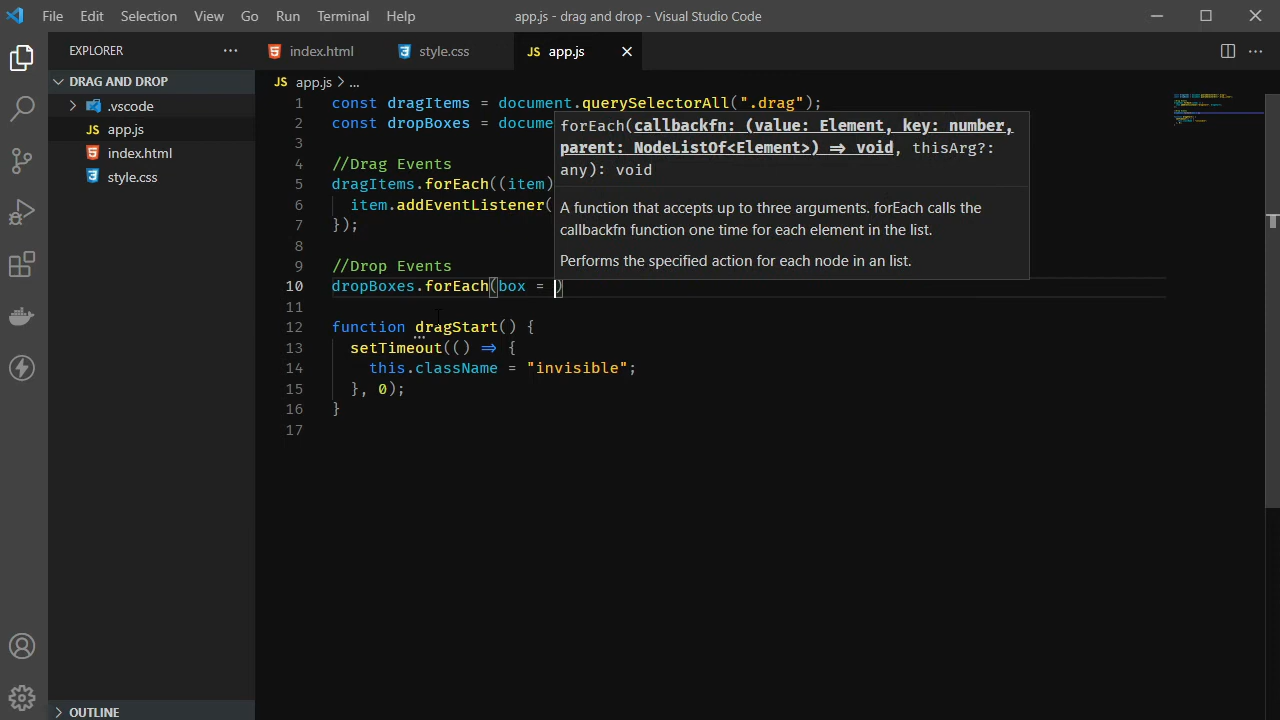 File Edit Selection View Go Run Terminal Help app.js - drag and drop - Visual Studio Code
EXPLORER ... index.html style.css JS app.js
DRAG AND DROP
JS app.js > ...
.vscode
JS app.js
index.html
style.css
1 const dragItems = document.querySelectorAll(".drag");
2 const dropBoxes = docume
3
4 //Drag Events
5 dragItems.forEach((item)
6 item.addEventListener(
7 });
8
9 //Drop Events
10 dropBoxes.forEach(box = )
11
12 function dragStart() {
13 setTimeout(() => {
14 this.className = "invisible";
15 }, 0);
16 }
17
forEach(callbackfn: (value: Element, key: number,
parent: NodeListOf<Element>) => void, thisArg?:
any): void
A function that accepts up to three arguments. forEach calls the
callbackfn function one time for each element in the list.
Performs the specified action for each node in an list.
OUTLINE